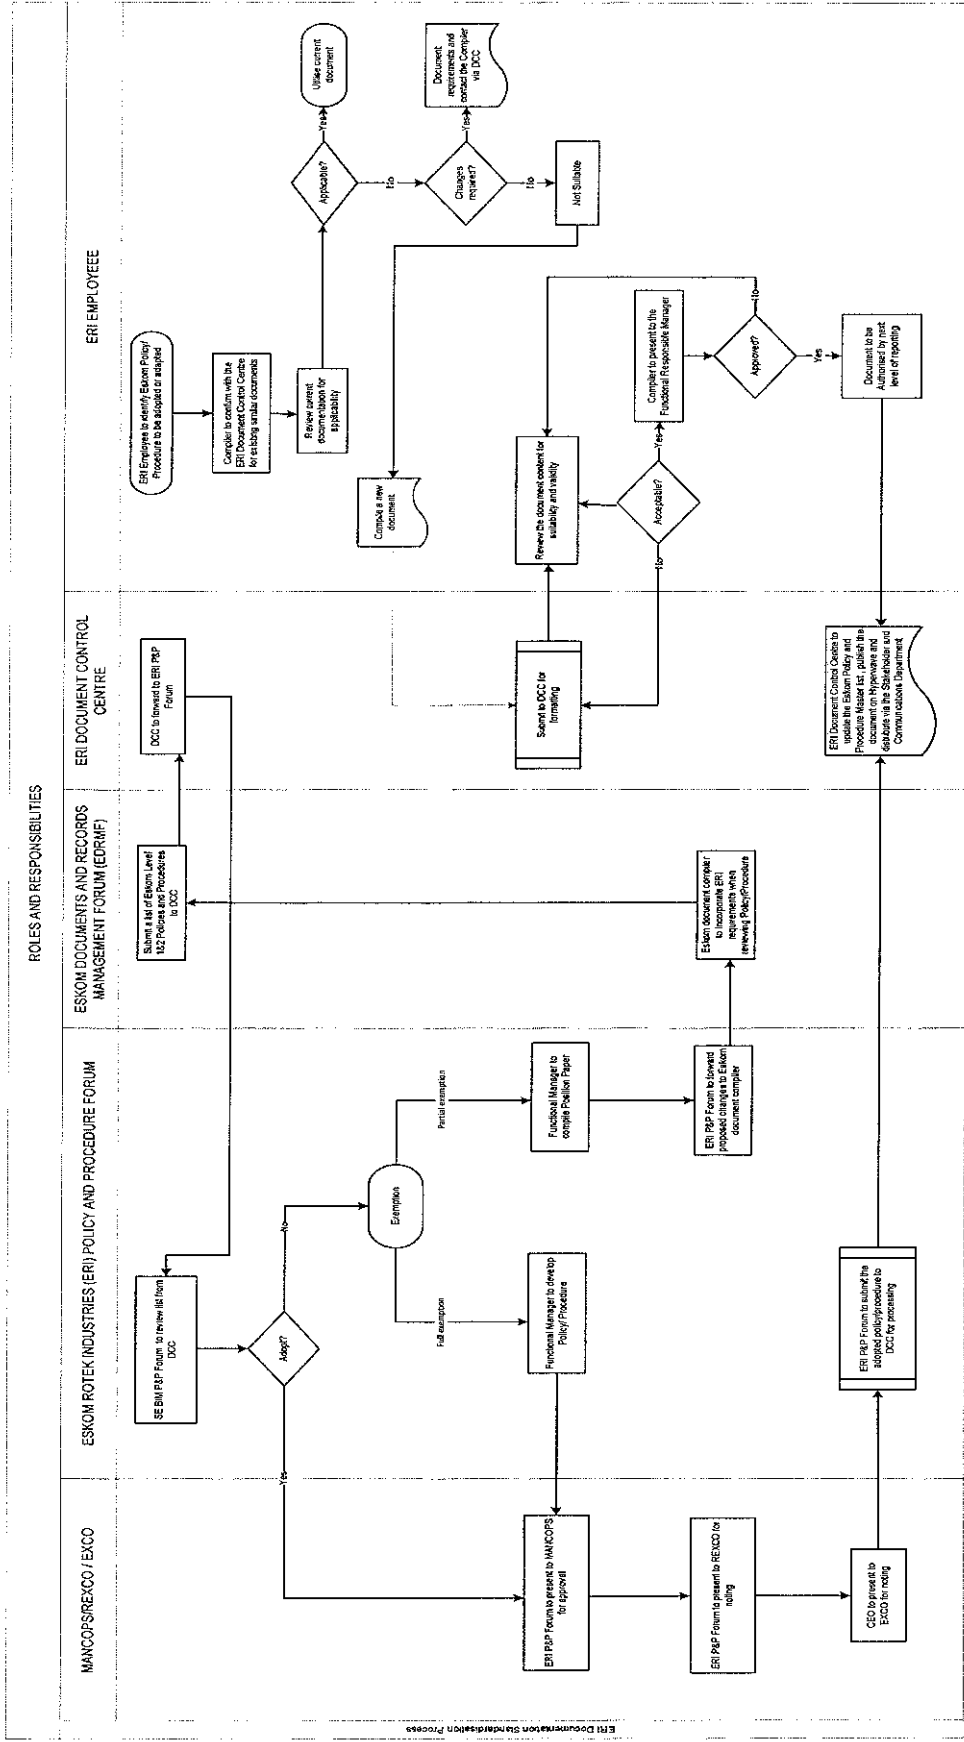 ROLES AND RESPONSIBILITIES
MANCOPS/REXCO / EXCO
ESKOM ROTEK INDUSTRIES (ERI) POLICY AND PROCEDURE FORUM
ESKOM DOCUMENTS AND RECORDS
MANAGEMENT FORUM (EDRMF)
ERI DOCUMENT CONTROL
CENTRE
ERI EMPLOYEEE
ERI Documentation Standardisation Process
ERI P&P Forum to present to MANCOPS
for approval
ERI P&P Forum to present to REXCO for
noting
CEO to present to
EXCO for noting
SE BIM P&P Forum to review list from
DCC
Adopt?
Yes
No
Exemption
Full exemption
Partial exemption
Functional Manager to develop
Policy/ Procedure
Functional Manager to
compile Position Paper
ERI P&P Forum to forward
proposed changes to Eskom
document compiler
ERI P&P Forum to submit the
adopted policy/procedure to
DCC for processing
Submit a list of Eskom Level
1&2 Policies and Procedures
to DCC
Eskom document compiler
to incorporate ERI
requirements when
reviewing Policy/Procedure
DCC to forward to ERI P&P
Forum
Submit to DCC for
formatting
ERI Document Control Centre to
update the Eskom Policy and
Procedure Master list , publish the
document on Hyperwave and
distribute via the Stakeholder and
Communications Department
ERI Employee to identify Eskom Policy/
Procedure to be adopted or adapted
Compiler to confirm with the
ERI Document Control Centre
for existing similar documents
Review current
documentation for
applicability
Applicable?
Yes
Utilise current
document
No
Changes
required?
Yes
Document
requirements and
contact the Compiler
via DCC
No
Not Suitable
Compile a new
document
Review the document content for
suitability and validity
Acceptable?
Yes
No
Compiler to present to the
Functional Responsible Manager
Approved?
No
Yes
Document to be
Authorised by next
level of reporting